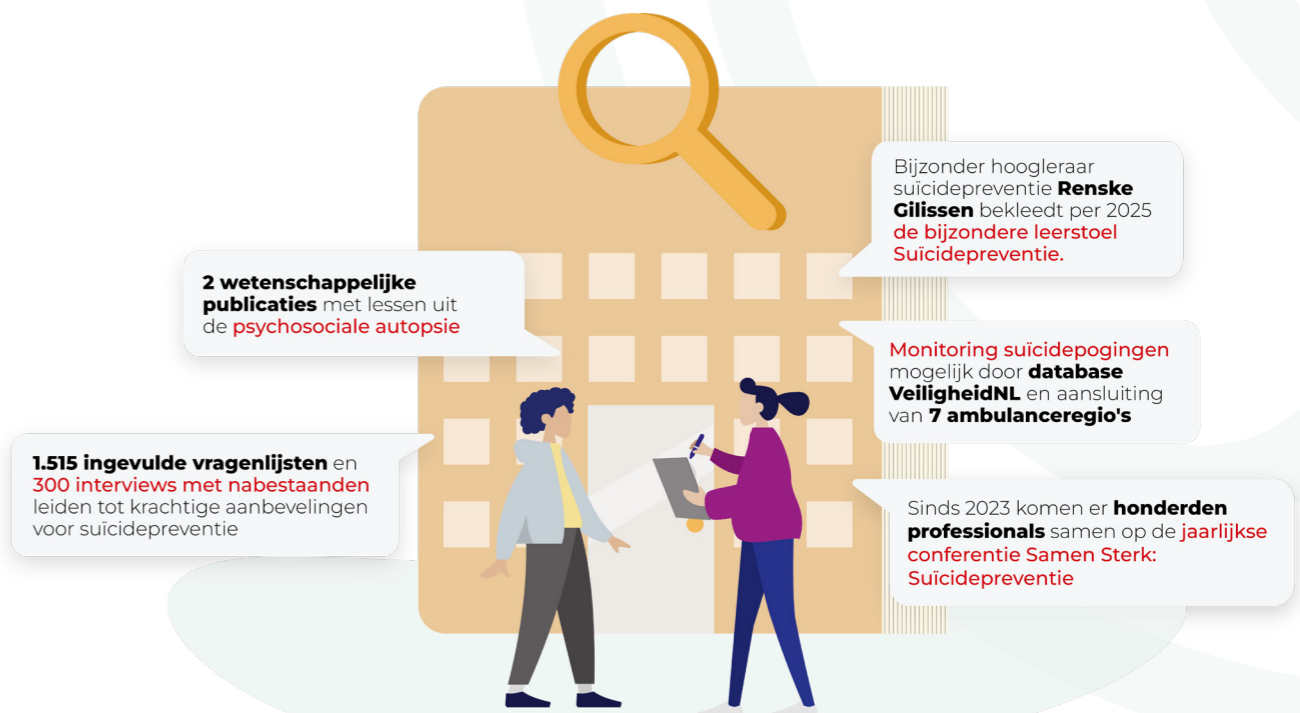 Bijzonder hoogleraar
suïcidepreventie Renske
Gilissen bekleedt per 2025
de bijzondere leerstoel
Suïcidepreventie.
2 wetenschappelijke
publicaties met lessen uit
de psychosociale autopsie
Monitoring suïcidepogingen
mogelijk door database
VeiligheidNL en aansluiting
van 7 ambulanceregio's
1.515 ingevulde vragenlijsten en
300 interviews met nabestaanden
leiden tot krachtige aanbevelingen
voor suïcidepreventie
Sinds 2023 komen er honderden
professionals samen op de jaarlijkse
conferentie Samen Sterk:
Suïcidepreventie